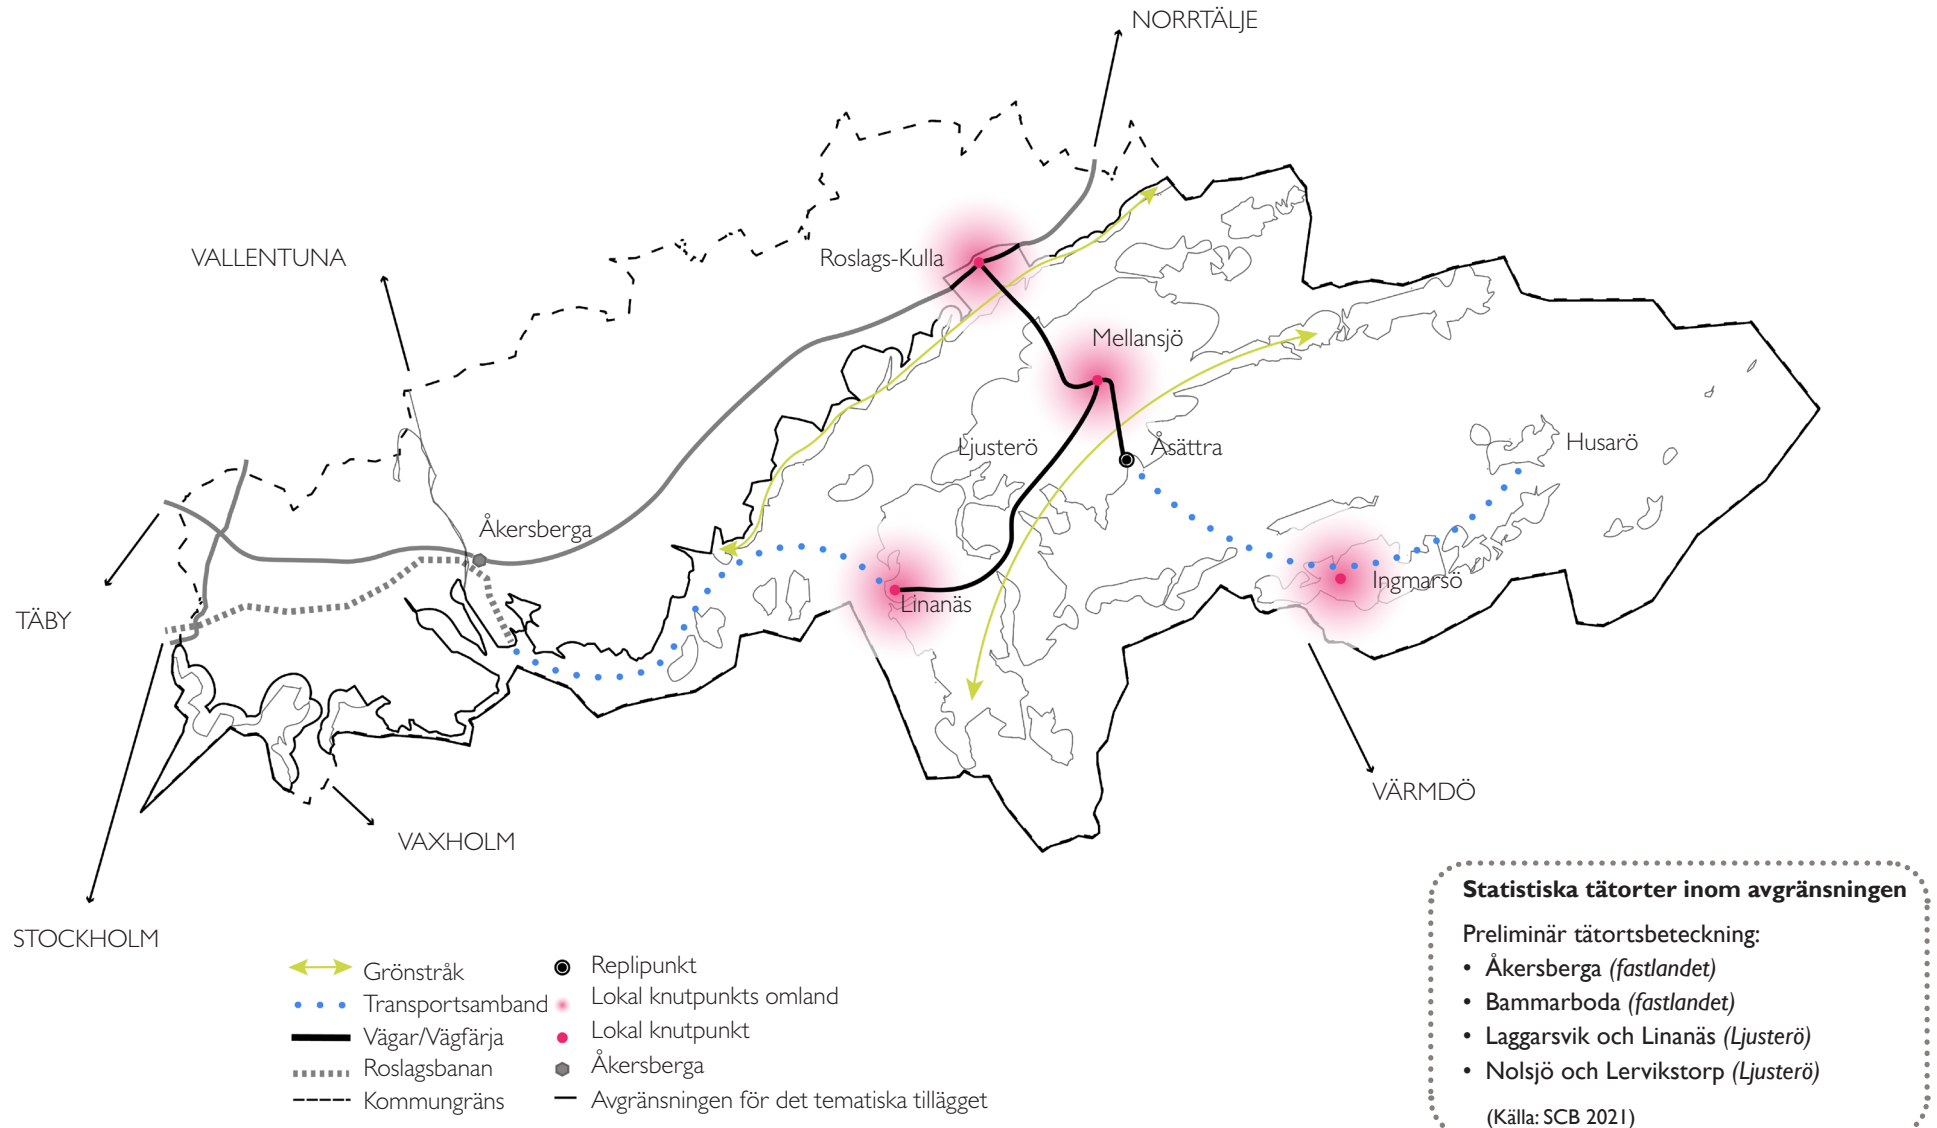 NORRTÄLJE
VALLENTUNA
Roslags-Kulla
Mellansjö
Ljusterö
Åsättra
Husarö
Åkersberga
Linanäs
Ingmarsö
TÄBY
VÄRMDÖ
VAXHOLM
STOCKHOLM
Grönstråk
Transportsamband
Vägar/Vägfärja
Roslagsbanan
Kommungräns
Replipunkt
Lokal knutpunkts omland
Lokal knutpunkt
Åkersberga
Avgränsningen för det tematiska tillägget
Statistiska tätorter inom avgränsningen
Preliminär tätortsbeteckning:
• Åkersberga (fastlandet)
• Bammarboda (fastlandet)
• Laggarsvik och Linanäs (Ljusterö)
• Nolsjö och Lervikstorp (Ljusterö)
(Källa: SCB 2021)